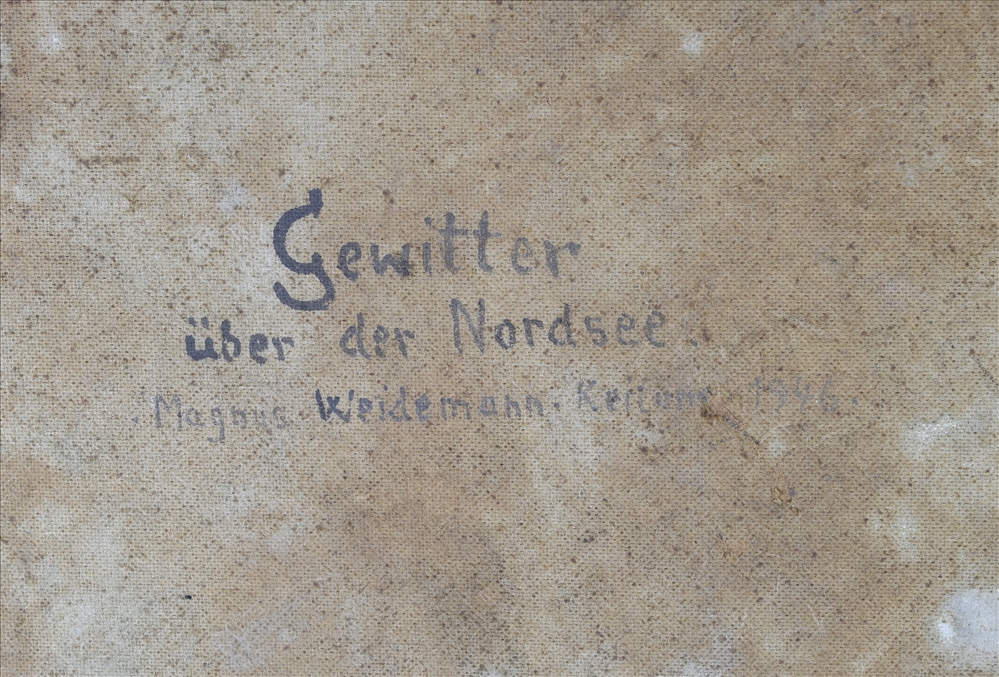 Gewitter
über der Nordsee.
· Magnus Weidemann · Keitum 1946 ·